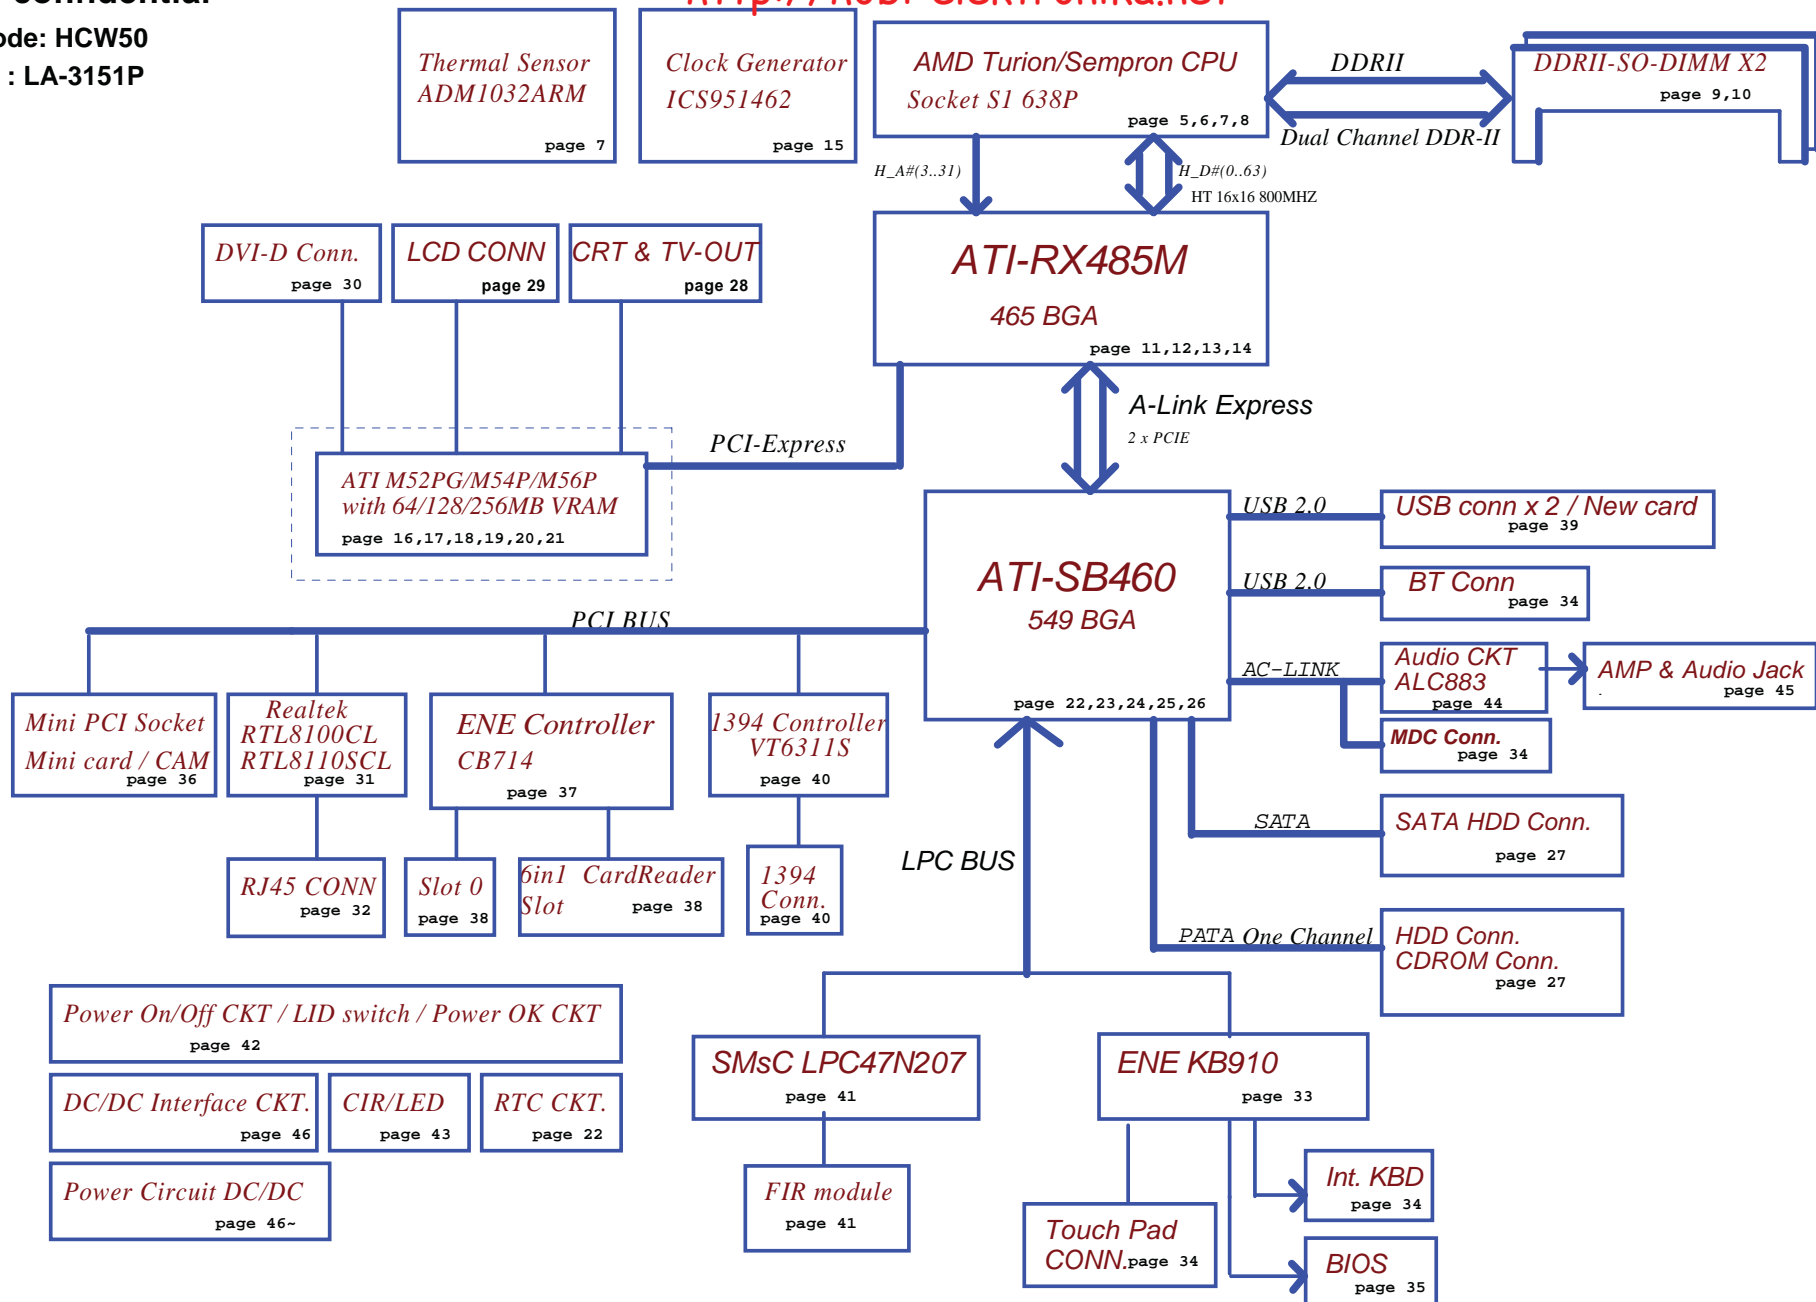 ode: HCW50
: LA-3151P
Thermal Sensor
ADM1032ARM
page 7
Clock Generator
ICS951462
page 15
AMD Turion/Sempron CPU
Socket S1 638P
page 5,6,7,8
DDRII
Dual Channel DDR-II
DDRII-SO-DIMM X2
page 9,10
H_A#(3..31)
H_D#(0..63)
HT 16x16 800MHZ
DVI-D Conn.
page 30
LCD CONN
page 29
CRT & TV-OUT
page 28
ATI-RX485M
465 BGA
page 11,12,13,14
A-Link Express
2 x PCIE
PCI-Express
ATI M52PG/M54P/M56P
with 64/128/256MB VRAM
page 16,17,18,19,20,21
ATI-SB460
549 BGA
page 22,23,24,25,26
USB 2.0
USB conn x 2 / New card
page 39
USB 2.0
BT Conn
page 34
AC-LINK
Audio CKT
ALC883
page 44
AMP & Audio Jack
page 45
MDC Conn.
page 34
PCI BUS
Mini PCI Socket
Mini card / CAM
page 36
Realtek
RTL8100CL
RTL8110SCL
page 31
ENE Controller
CB714
page 37
1394 Controller
VT6311S
page 40
SATA
SATA HDD Conn.
page 27
LPC BUS
RJ45 CONN
page 32
Slot 0
page 38
6in1 CardReader
Slot
page 38
1394
Conn.
page 40
PATA One Channel
HDD Conn.
CDROM Conn.
page 27
Power On/Off CKT / LID switch / Power OK CKT
page 42
DC/DC Interface CKT.
page 46
CIR/LED
page 43
RTC CKT.
page 22
Power Circuit DC/DC
page 46~
SMsC LPC47N207
page 41
FIR module
page 41
ENE KB910
page 33
Touch Pad
CONN.
page 34
Int. KBD
page 34
BIOS
page 35